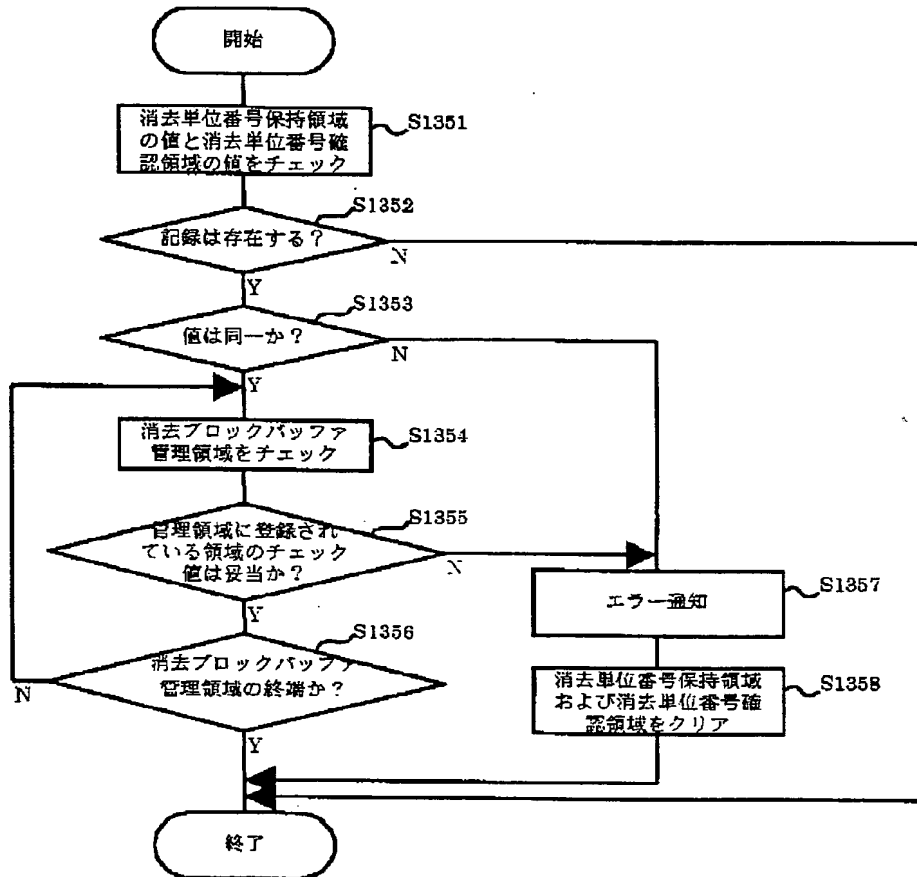 開始
消去単位番号保持領域
の値と消去単位番号確
認領域の値をチェック
S1351
記録は存在する？
S1352
N
Y
値は同一か？
S1353
N
Y
消去ブロックバッファ
管理領域をチェック
S1354
管理領域に登録され
ている領域のチェック
値は妥当か？
S1355
N
Y
消去ブロックバッファ
管理領域の終端か？
S1356
N
Y
エラー通知
S1357
消去単位番号保持領域
および消去単位番号確
認領域をクリア
S1358
終了